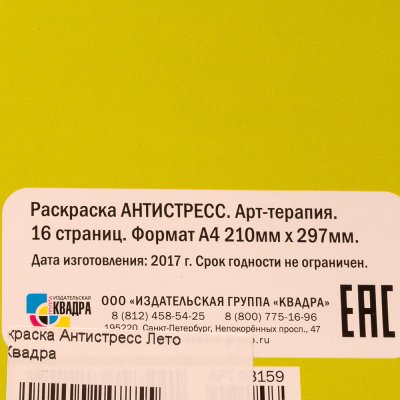 Раскраска АНТИСТРЕСС. Арт-терапия.
16 страниц. Формат А4 210мм х 297мм.
Дата изготовления: 2017 г. Срок годности не ограничен.
ИЗДАТЕЛЬСКАЯ
КВАДРА
ООО «ИЗДАТЕЛЬСКАЯ ГРУППА «КВАДРА»
8 (812) 458-54-25 8 (800) 775-16-96
195220, Санкт-Петербург, Непокорённых просп., 47
EAC
краска Антистресс Лето
Квадра
3159